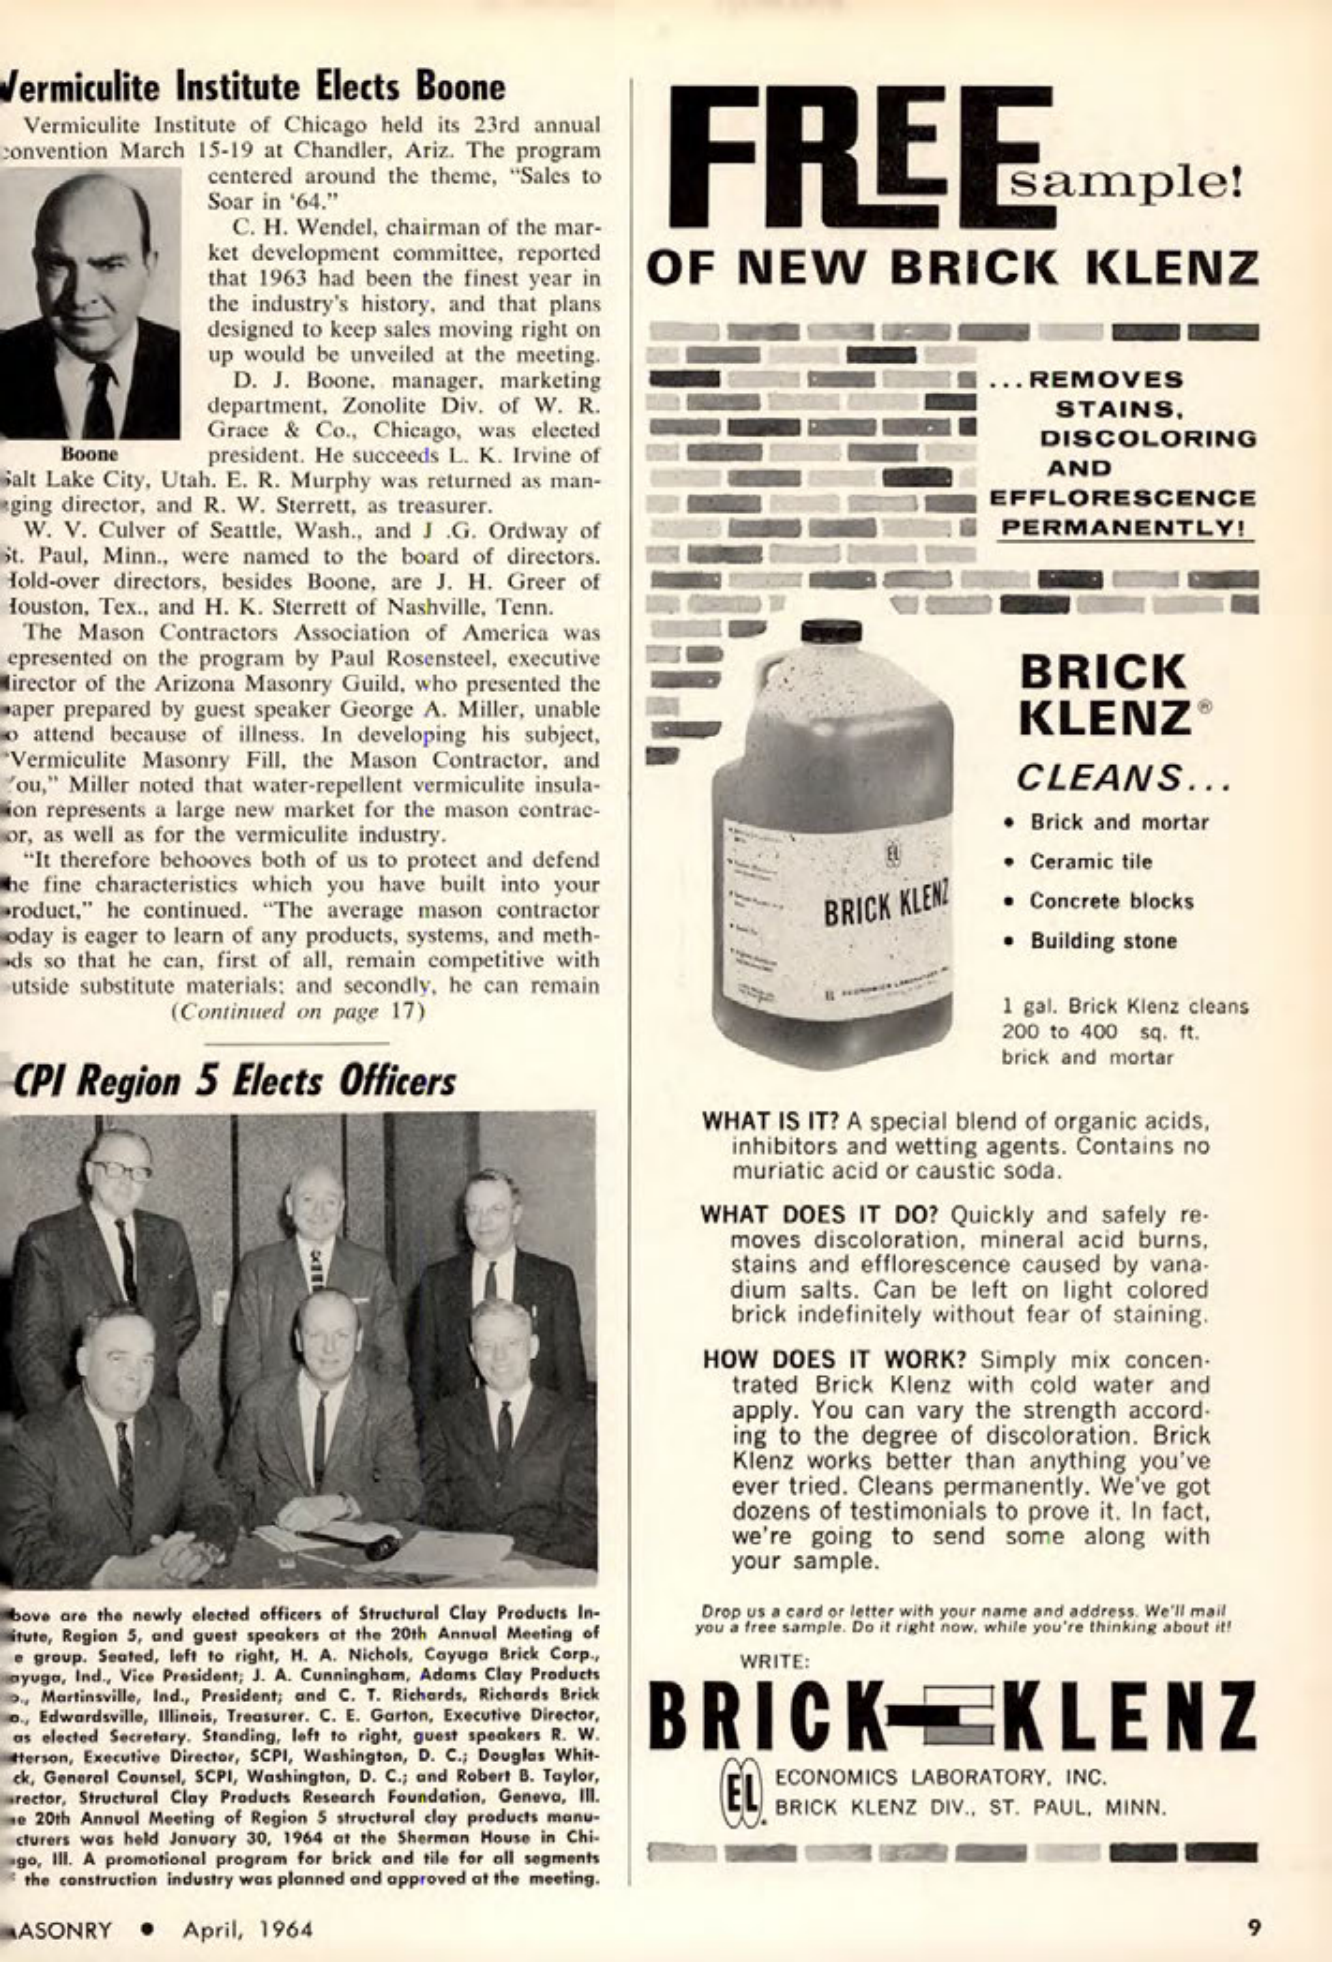 Vermiculite Institute Elects Boone
Vermiculite Institute of Chicago held its 23rd annual
convention March 15-19 at Chandler, Ariz. The program
centered around the theme, "Sales to
Soar in '64."
C. H. Wendel, chairman of the mar-
ket development committee, reported
that 1963 had been the finest year in
the industry's history, and that plans
designed to keep sales moving right on
up would be unveiled at the meeting.
D. J. Boone, manager, marketing
department, Zonolite Div. of W. R.
Grace & Co., Chicago, was elected
Boone
president. He succeeds L. K. Irvine of
Salt Lake City, Utah. E. R. Murphy was returned as man-
aging director, and R. W. Sterrett, as treasurer.
W. V. Culver of Seattle, Wash., and J .G. Ordway of
St. Paul, Minn., were named to the board of directors.
Hold-over directors, besides Boone, are J. H. Greer of
Houston, Tex., and H. K. Sterrett of Nashville, Tenn.
The Mason Contractors Association of America was
epresented on the program by Paul Rosensteel, executive
director of the Arizona Masonry Guild, who presented the
paper prepared by guest speaker George A. Miller, unable
o attend because of illness. In developing his subject,
"Vermiculite Masonry Fill, the Mason Contractor, and
You," Miller noted that water-repellent vermiculite insula-
ion represents a large new market for the mason contrac-
or, as well as for the vermiculite industry.
"It therefore behooves both of us to protect and defend
he fine characteristics which you have built into your
product," he continued. "The average mason contractor
oday is eager to learn of any products, systems, and meth-
ods so that he can, first of all, remain competitive with
utside substitute materials; and secondly, he can remain
(Continued on page 17)
CPI Region 5 Elects Officers
bove are the newly elected officers of Structural Clay Products In-
itute, Region 5, and guest speakers at the 20th Annual Meeting of
e group. Seated, left to right, H. A. Nichols, Cayuga Brick Corp.,
ayuga, Ind., Vice President; J. A. Cunningham, Adams Clay Products
o., Martinsville, Ind., President; and C. T. Richards, Richards Brick
o., Edwardsville, Illinois, Treasurer. C. E. Garton, Executive Director,
as elected Secretary. Standing, left to right, guest speakers R. W.
tterson, Executive Director, SCPI, Washington, D. C.; Douglas Whit-
ck, General Counsel, SCPI, Washington, D. C.; and Robert B. Taylor,
irector, Structural Clay Products Research Foundation, Geneva, Ill.
he 20th Annual Meeting of Region 5 structural clay products manu-
cturers was held January 30, 1964 at the Sherman House in Chi-
ago, Ill. A promotional program for brick and tile for all segments
the construction industry was planned and approved at the meeting.
MASONRY • April, 1964
FREE sample!
OF NEW BRICK KLENZ
...REMOVES
STAINS,
DISCOLORING
AND
EFFLORESCENCE
PERMANENTLY!
BRICK
KLENZ®
CLEANS...
• Brick and mortar
• Ceramic tile
• Concrete blocks
• Building stone
EL
BRICK KLENZ
1 gal. Brick Klenz cleans
200 to 400 sq. ft.
brick and mortar
WHAT IS IT? A special blend of organic acids,
inhibitors and wetting agents. Contains no
muriatic acid or caustic soda.
WHAT DOES IT DO? Quickly and safely re-
moves discoloration, mineral acid burns,
stains and efflorescence caused by vana-
dium salts. Can be left on light colored
brick indefinitely without fear of staining.
HOW DOES IT WORK? Simply mix concen-
trated Brick Klenz with cold water and
apply. You can vary the strength accord-
ing to the degree of discoloration. Brick
Klenz works better than anything you've
ever tried. Cleans permanently. We've got
dozens of testimonials to prove it. In fact,
we're going to send some along with
your sample.
Drop us a card or letter with your name and address. We'll mail
you a free sample. Do it right now, while you're thinking about it!
WRITE:
BRICK KLENZ
EL ECONOMICS LABORATORY, INC.
BRICK KLENZ DIV., ST. PAUL, MINN.
9